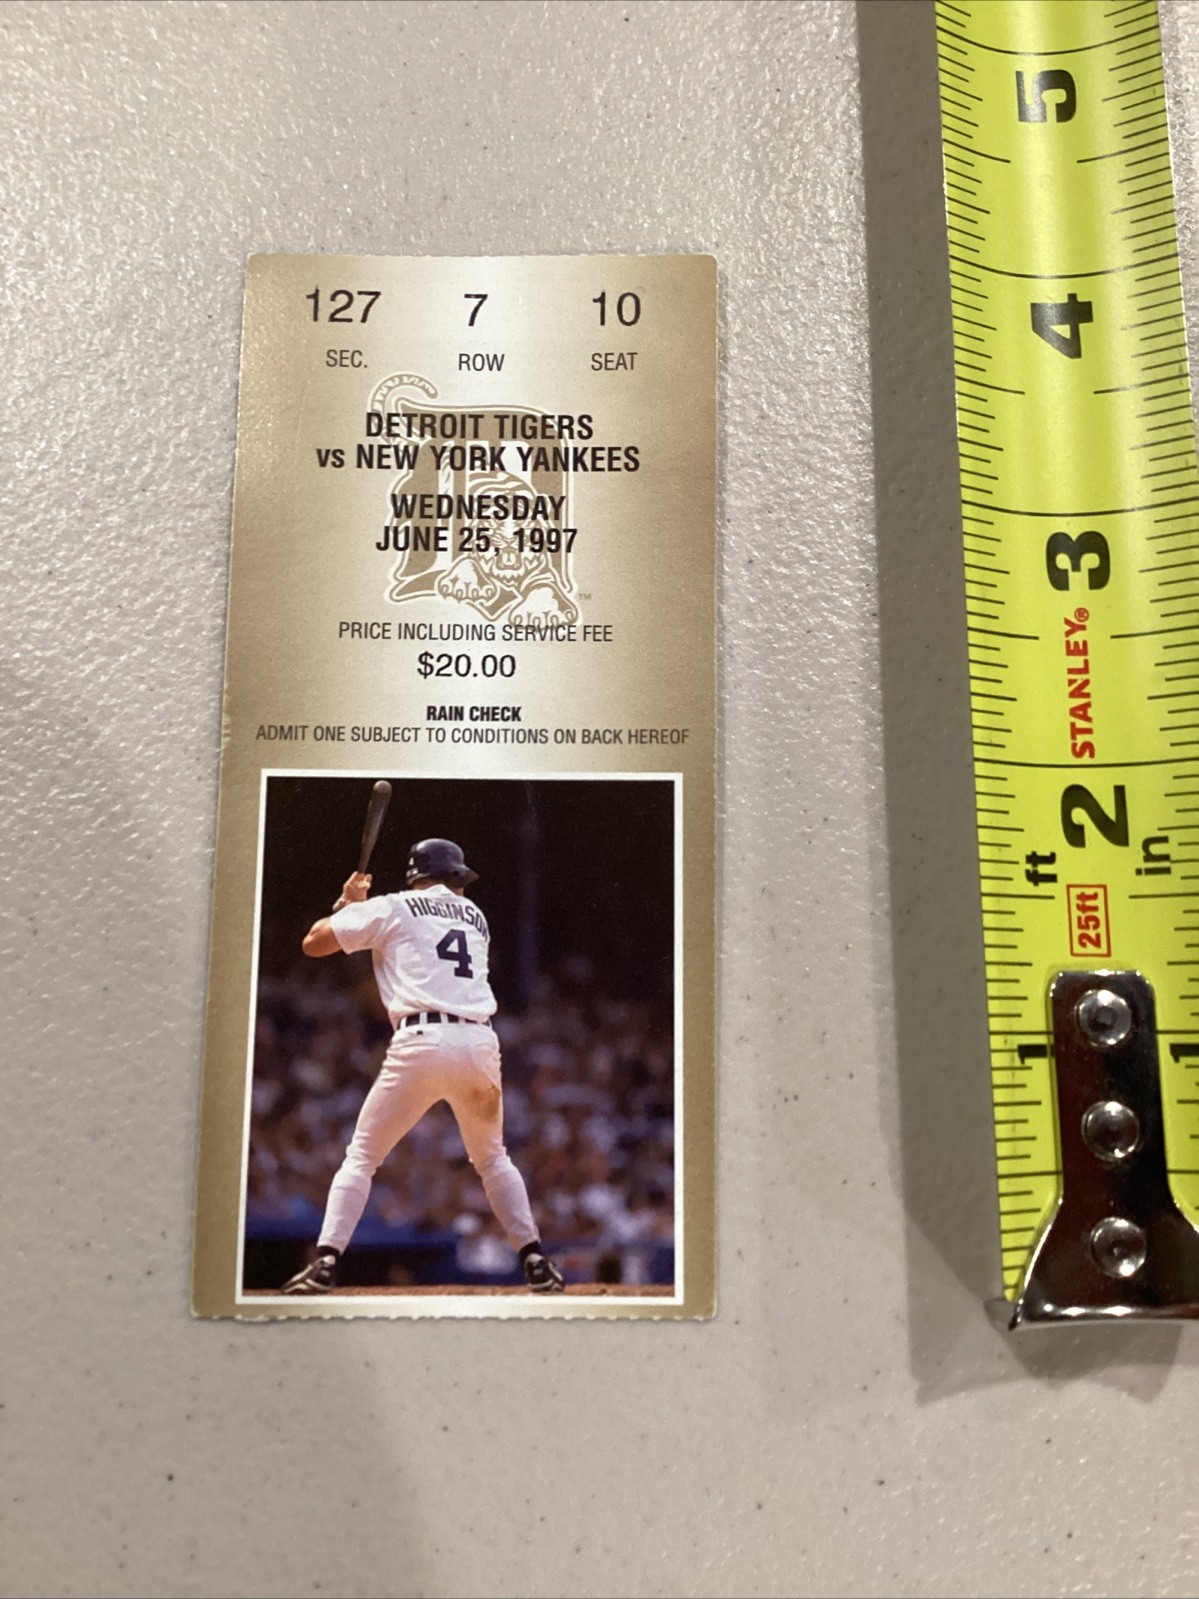 127 7 10
SEC. ROW SEAT
DETROIT TIGERS
vs NEW YORK YANKEES
WEDNESDAY
JUNE 25, 1997
TM
PRICE INCLUDING SERVICE FEE
$20.00
RAIN CHECK
ADMIT ONE SUBJECT TO CONDITIONS ON BACK HEREOF
HIGGINSON
4
5
4
3
STANLEY®
2
ft
in
25ft
1
1